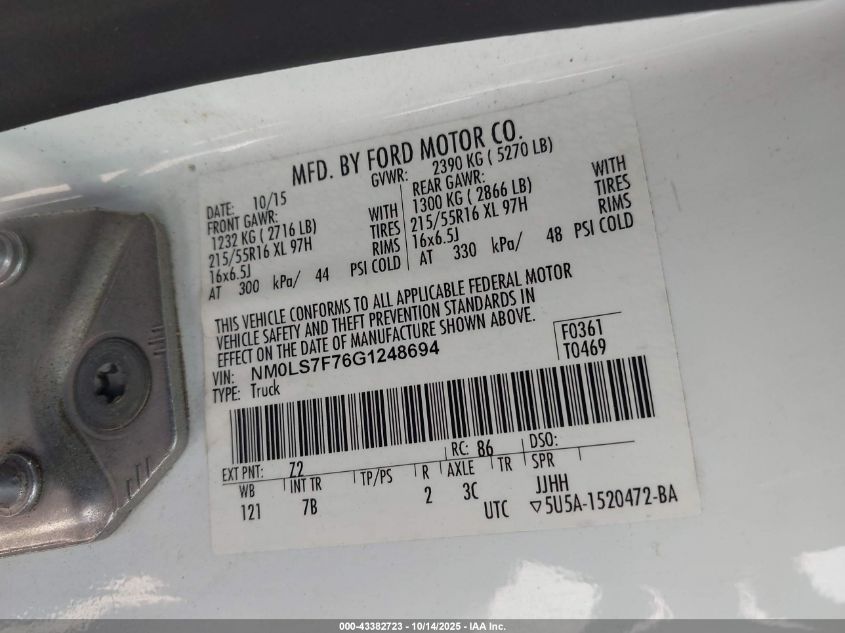 MFD. BY FORD MOTOR CO.
DATE: 10/15 GVWR: 2390 KG ( 5270 LB)
FRONT GAWR: WITH REAR GAWR: WITH
1232 KG ( 2716 LB) TIRES 1300 KG ( 2866 LB) TIRES
215/55R16 XL 97H RIMS 215/55R16 XL 97H RIMS
16x6.5J 16x6.5J
AT 300 kPa/ 44 PSI COLD AT 330 kPa/ 48 PSI COLD
THIS VEHICLE CONFORMS TO ALL APPLICABLE FEDERAL MOTOR
VEHICLE SAFETY AND THEFT PREVENTION STANDARDS IN
EFFECT ON THE DATE OF MANUFACTURE SHOWN ABOVE.
VIN: NM0LS7F76G1248694 F0361
TYPE: Truck T0469
EXT PNT: Z2 RC: 86 DSO:
WB INT TR TP/PS R AXLE TR SPR
121 7B 2 3C JJHH
UTC ▽5U5A-1520472-BA
000-43382723 - 10/14/2025 - IAA Inc.